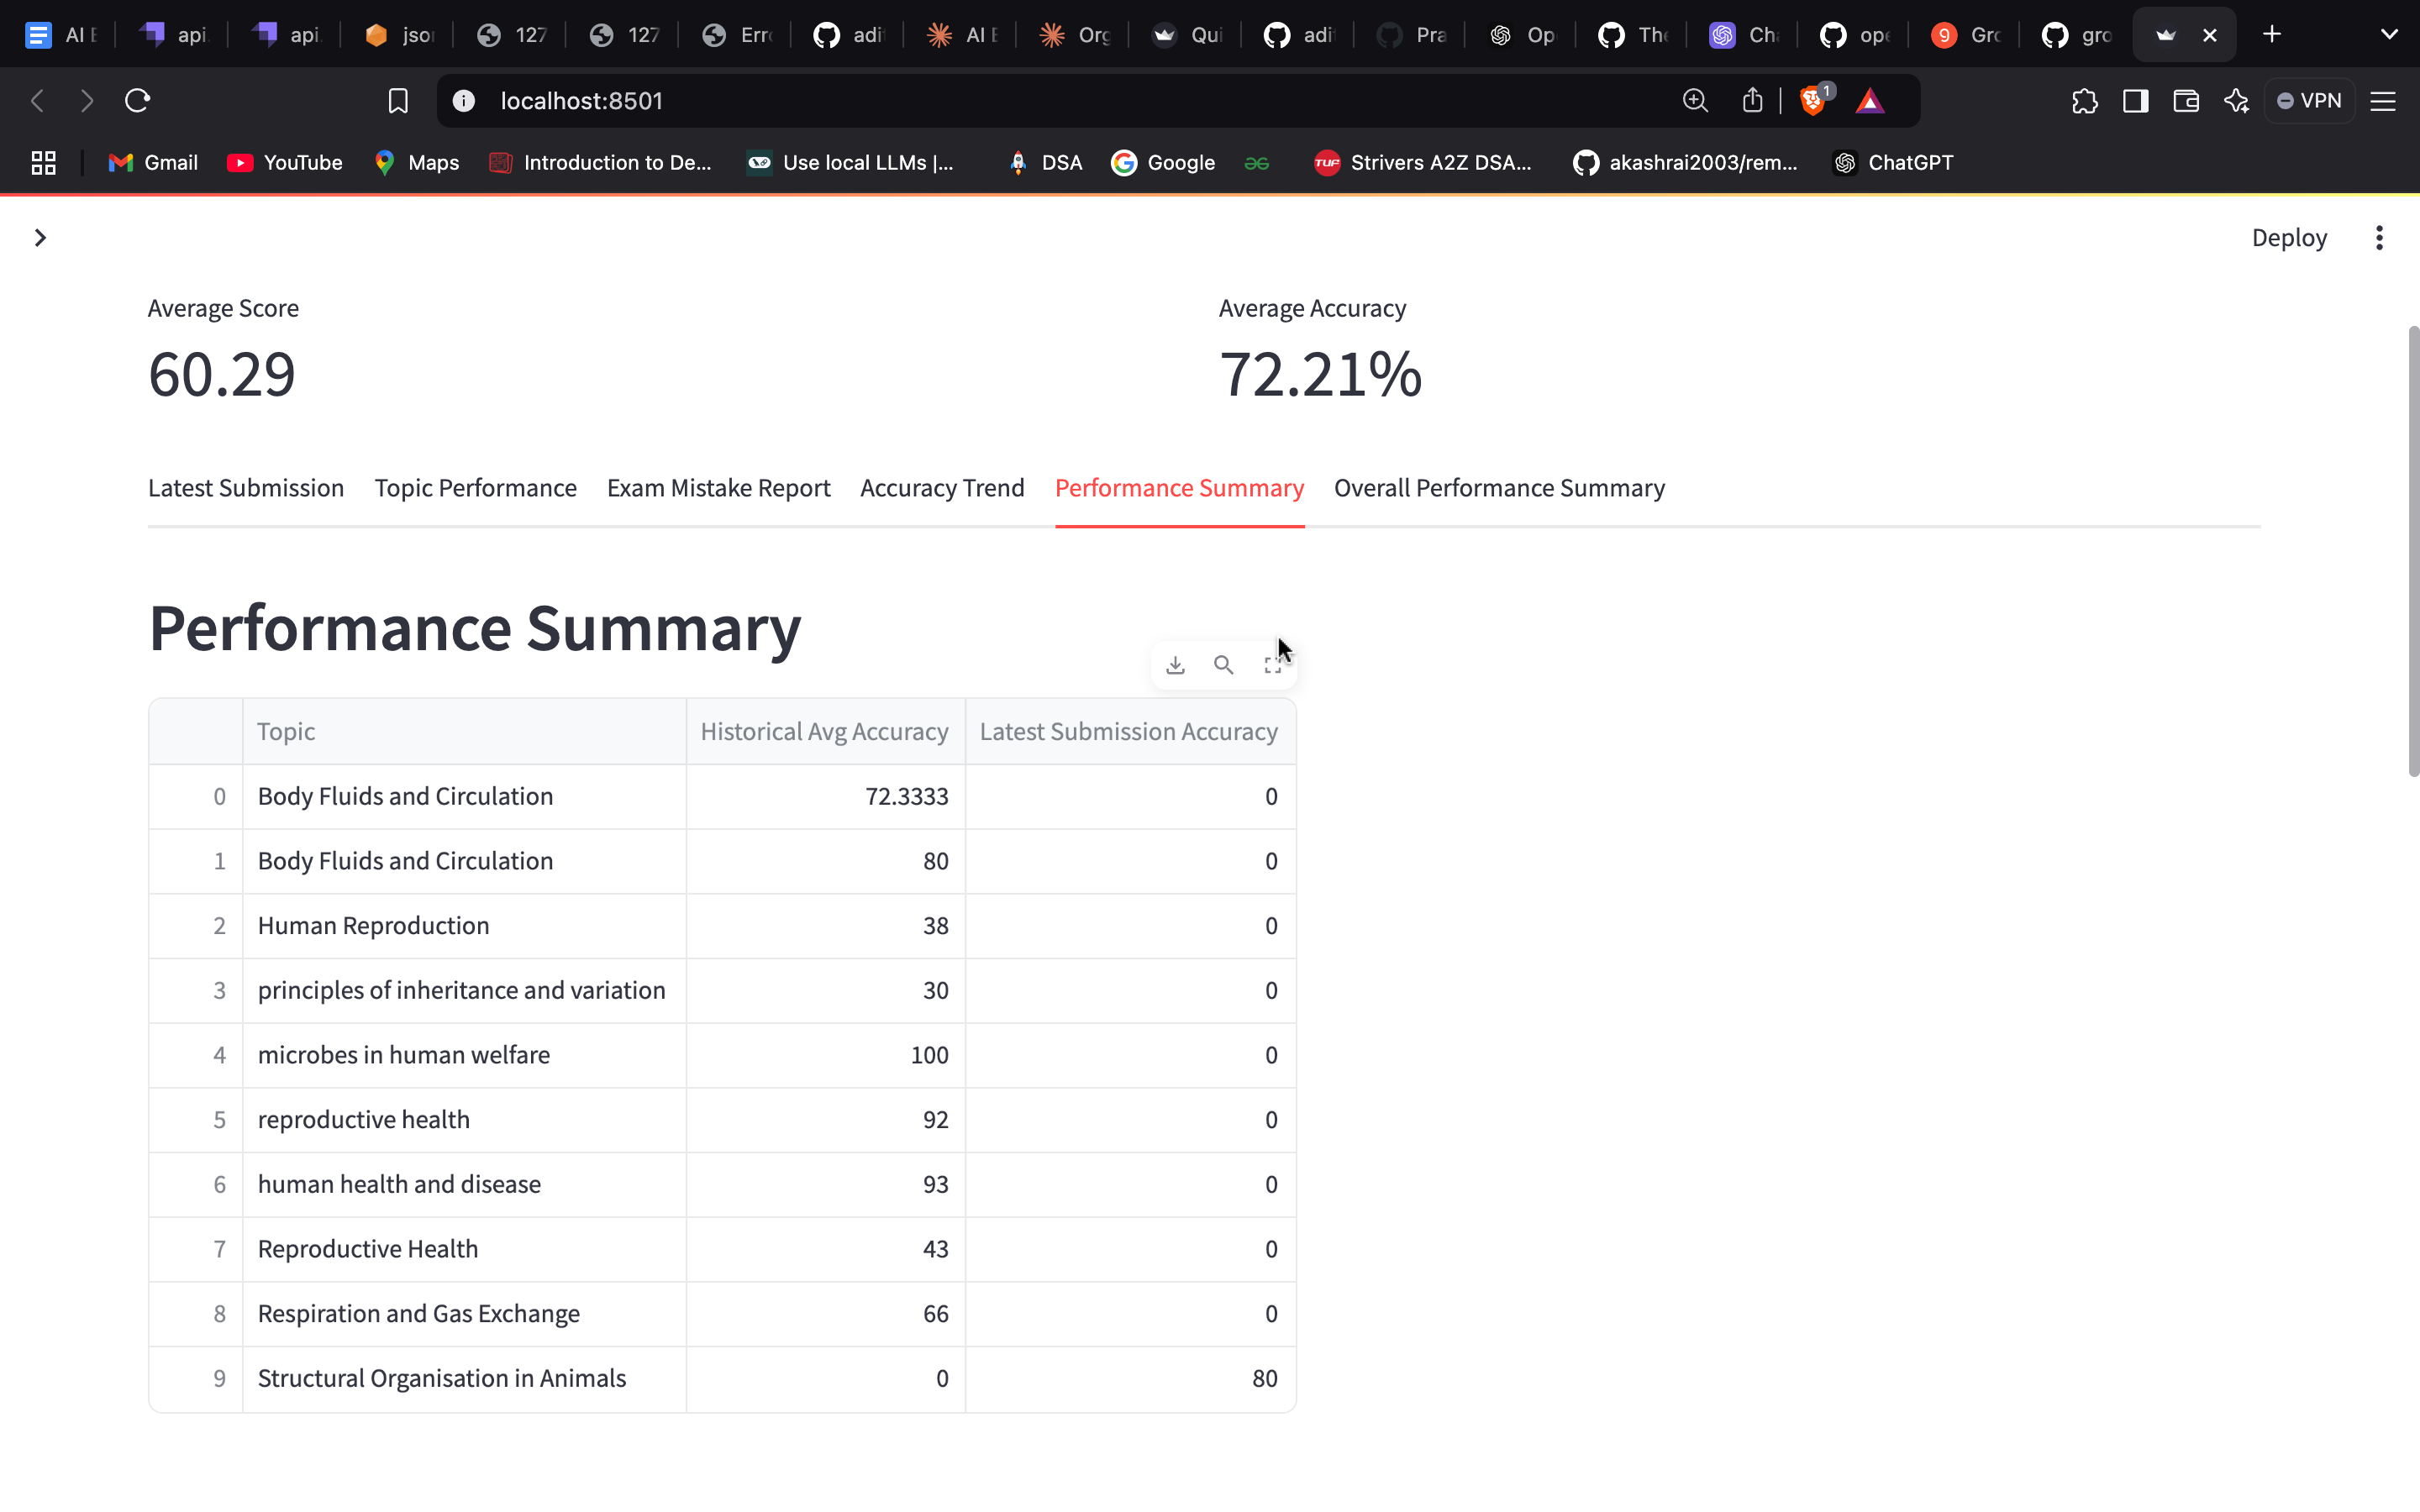 AI E api. api. jso 127 127 Err adi AI E Org Qui adi Pra Op The Cha ope Gro gro
localhost:8501 1 VPN
Gmail YouTube Maps Introduction to De... Use local LLMs |... DSA Google Strivers A2Z DSA... akashrai2003/rem... ChatGPT
Deploy
Average Score Average Accuracy
60.29 72.21%
Latest Submission Topic Performance Exam Mistake Report Accuracy Trend Performance Summary Overall Performance Summary
Performance Summary
Topic Historical Avg Accuracy Latest Submission Accuracy
0 Body Fluids and Circulation 72.3333 0
1 Body Fluids and Circulation 80 0
2 Human Reproduction 38 0
3 principles of inheritance and variation 30 0
4 microbes in human welfare 100 0
5 reproductive health 92 0
6 human health and disease 93 0
7 Reproductive Health 43 0
8 Respiration and Gas Exchange 66 0
9 Structural Organisation in Animals 0 80